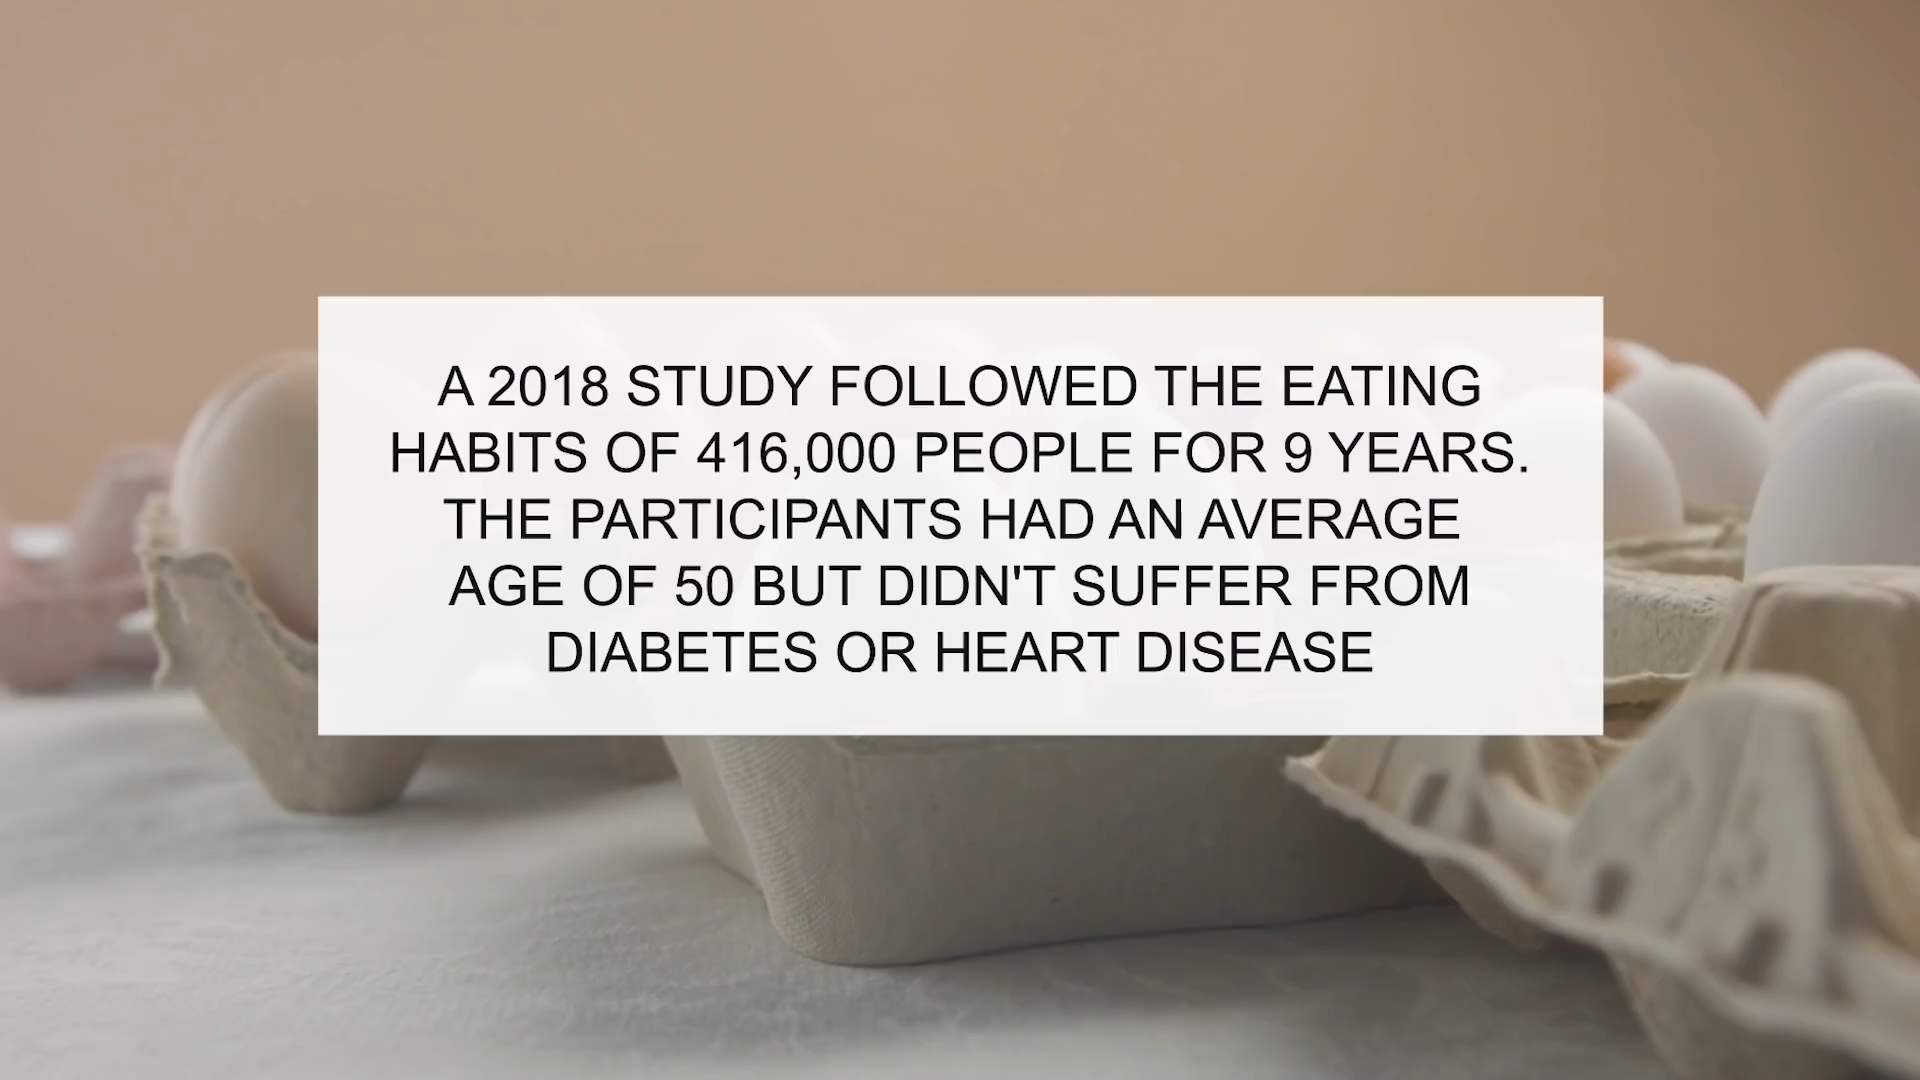 A 2018 STUDY FOLLOWED THE EATING
HABITS OF 416,000 PEOPLE FOR 9 YEARS.
THE PARTICIPANTS HAD AN AVERAGE
AGE OF 50 BUT DIDN'T SUFFER FROM
DIABETES OR HEART DISEASE